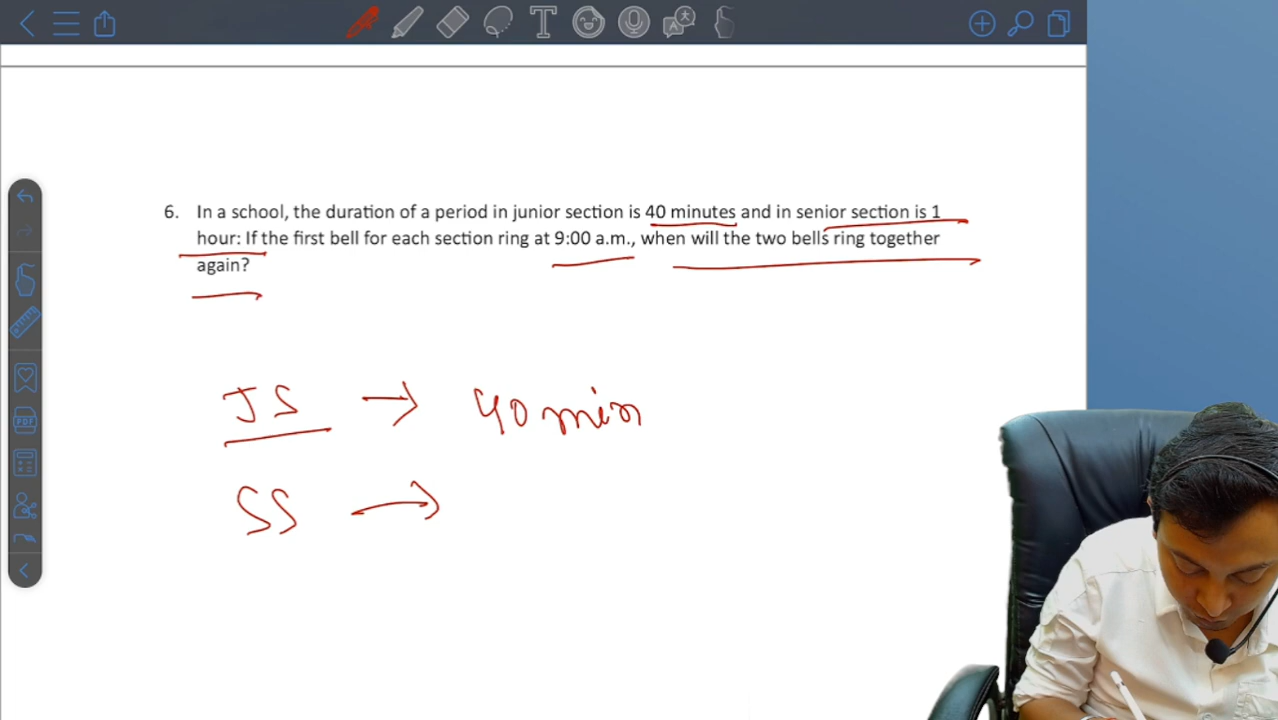 6. In a school, the duration of a period in junior section is 40 minutes and in senior section is 1
hour: If the first bell for each section ring at 9:00 a.m., when will the two bells ring together
again?
JS → 40 min
SS →
T
A
PDF